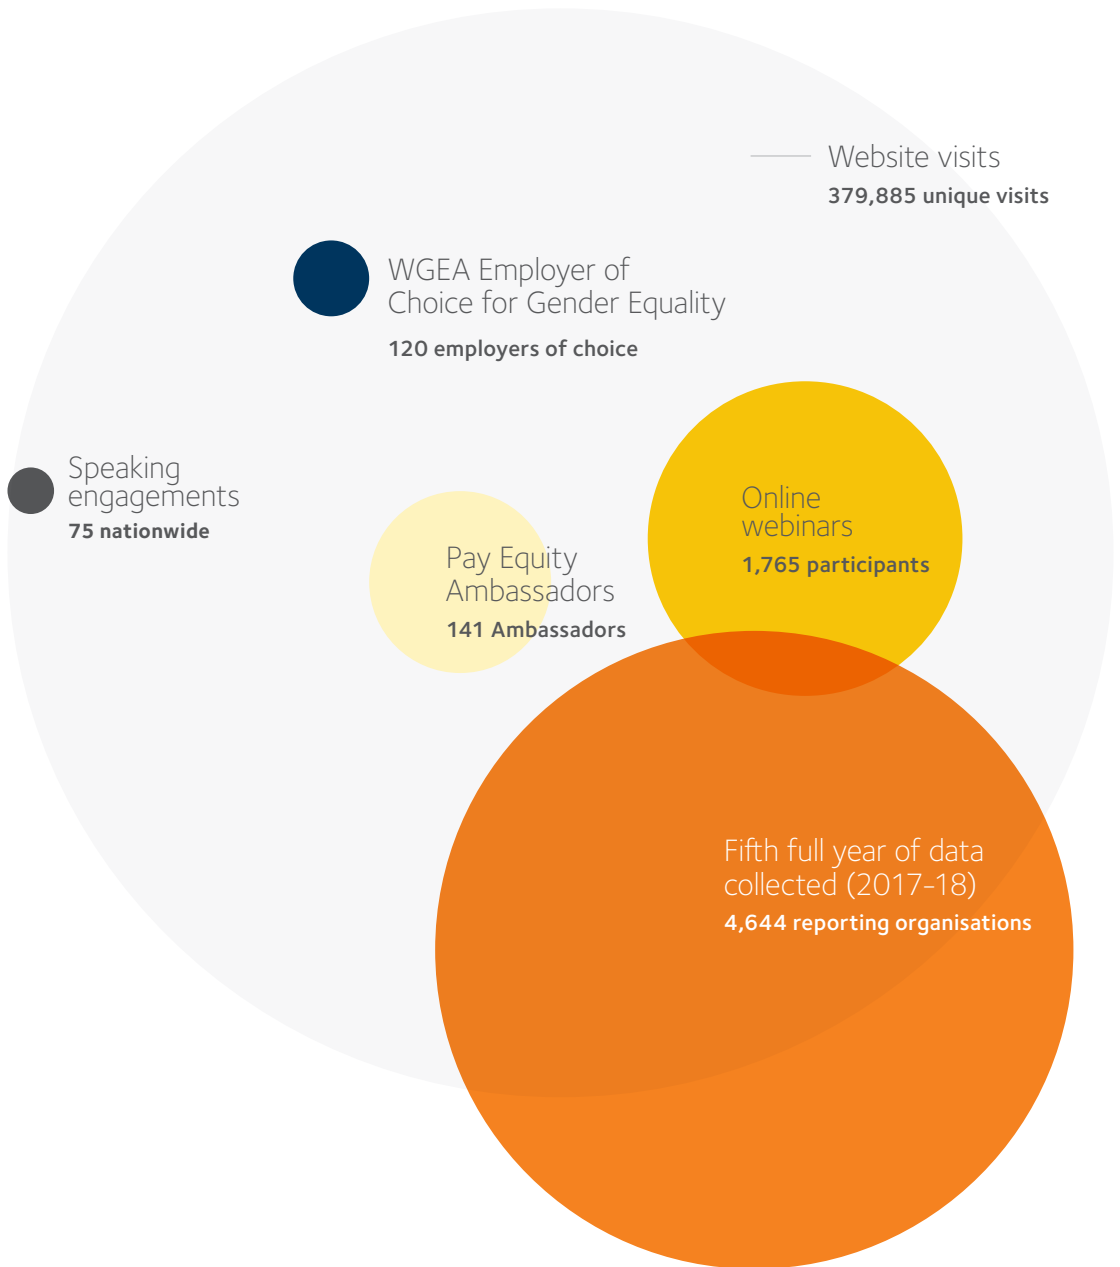 Website visits
379,885 unique visits
WGEA Employer of
Choice for Gender Equality
120 employers of choice
Speaking
engagements
75 nationwide
Online
webinars
1,765 participants
Pay Equity
Ambassadors
141 Ambassadors
Fifth full year of data
collected (2017–18)
4,644 reporting organisations